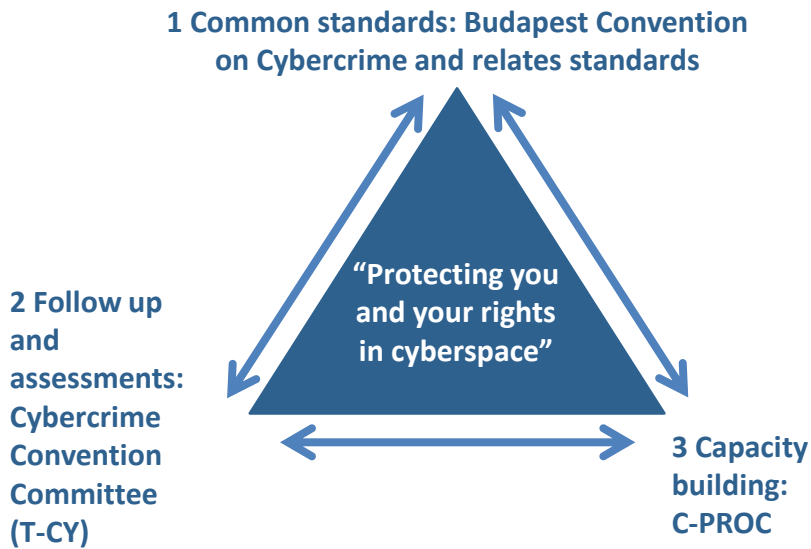 1 Common standards: Budapest Convention
on Cybercrime and relates standards
“Protecting you
and your rights
in cyberspace”
2 Follow up
and
assessments:
Cybercrime
Convention
Committee
(T-CY)
3 Capacity
building:
C-PROC